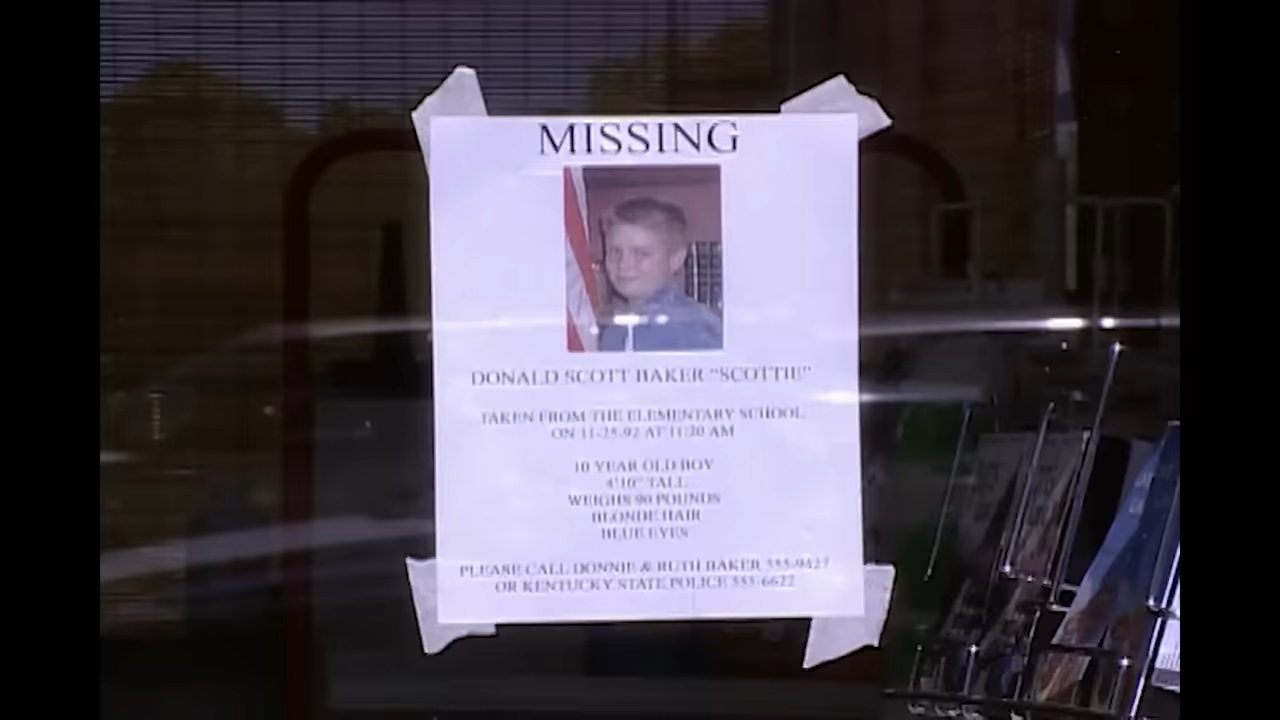 MISSING
DONALD SCOTT BAKER "SCOTTIE"
TAKEN FROM THE ELEMENTARY SCHOOL
ON 11-25-92 AT 11:20 AM
10 YEAR OLD BOY
4'10" TALL
WEIGHS 90 POUNDS
BLONDE HAIR
BLUE EYES
PLEASE CALL DONNIE & RUTH BAKER 555-9427
OR KENTUCKY STATE POLICE 555-6622